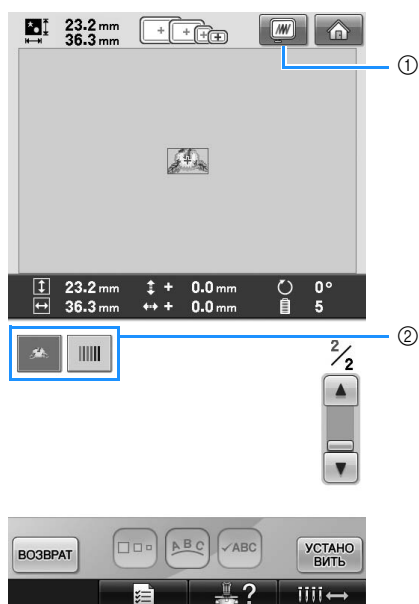 23.2 mm
36.3 mm
①
23.2 mm + 0.0 mm 0°
36.3 mm + 0.0 mm 5
②
2/2
ВОЗВРАТ
ABC
✓ABC
УСТАНО
ВИТЬ
?